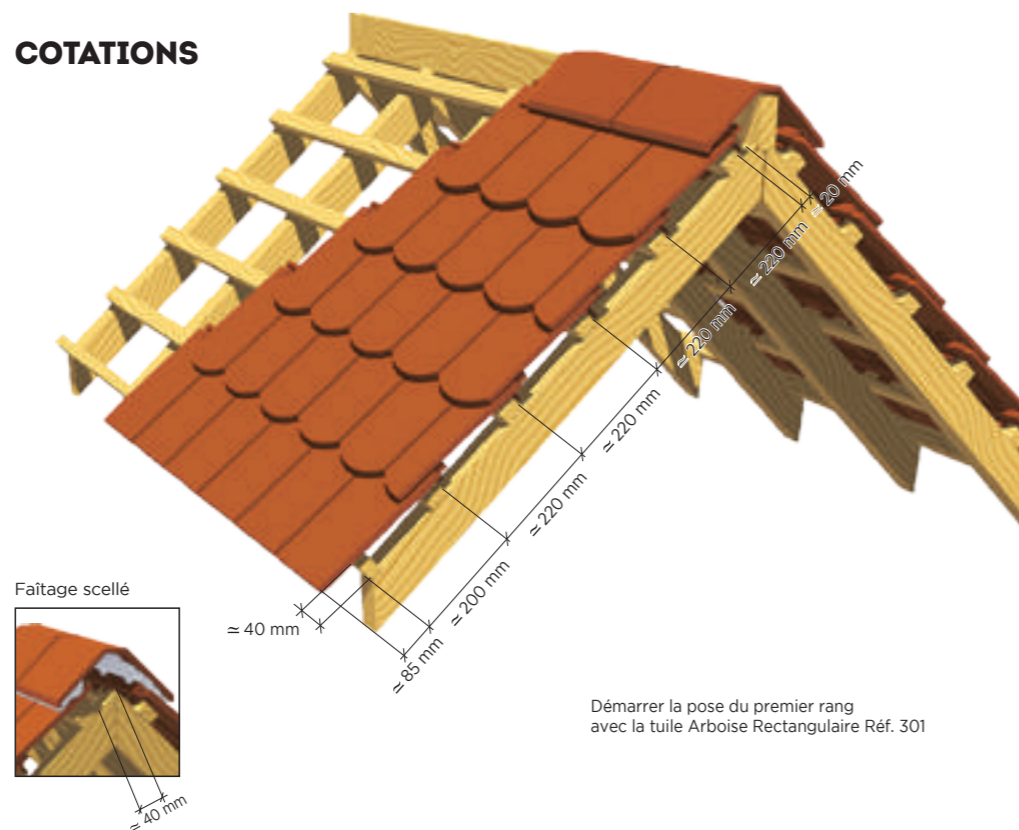 COTATIONS
≃ 20 mm
≃ 220 mm
≃ 220 mm
≃ 220 mm
≃ 220 mm
≃ 200 mm
≃ 85 mm
≃ 40 mm
Faîtage scellé
≃ 40 mm
Démarrer la pose du premier rang
avec la tuile Arboise Rectangulaire Réf. 301